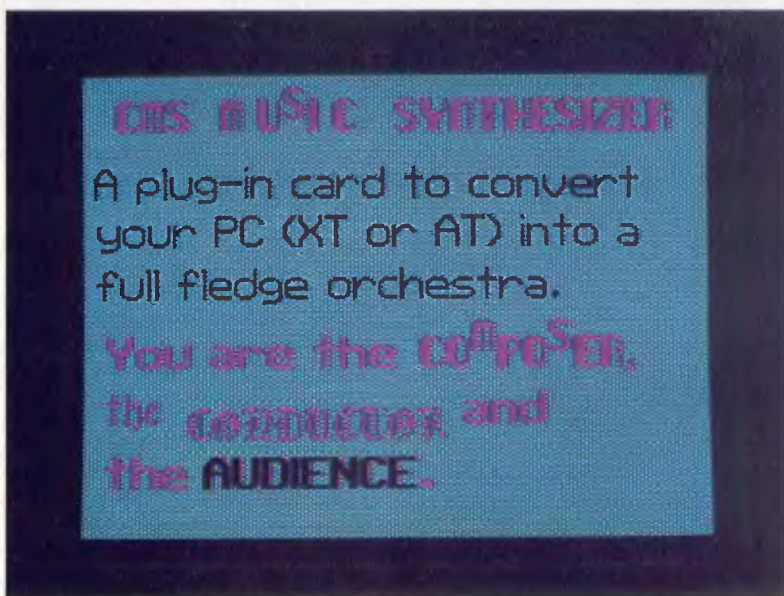 CMS MUSIC SYNTHESIZER
A plug-in card to convert
your PC (XT or AT) into a
full fledge orchestra.
You are the COMPOSER,
the CONDUCTOR and
the AUDIENCE.